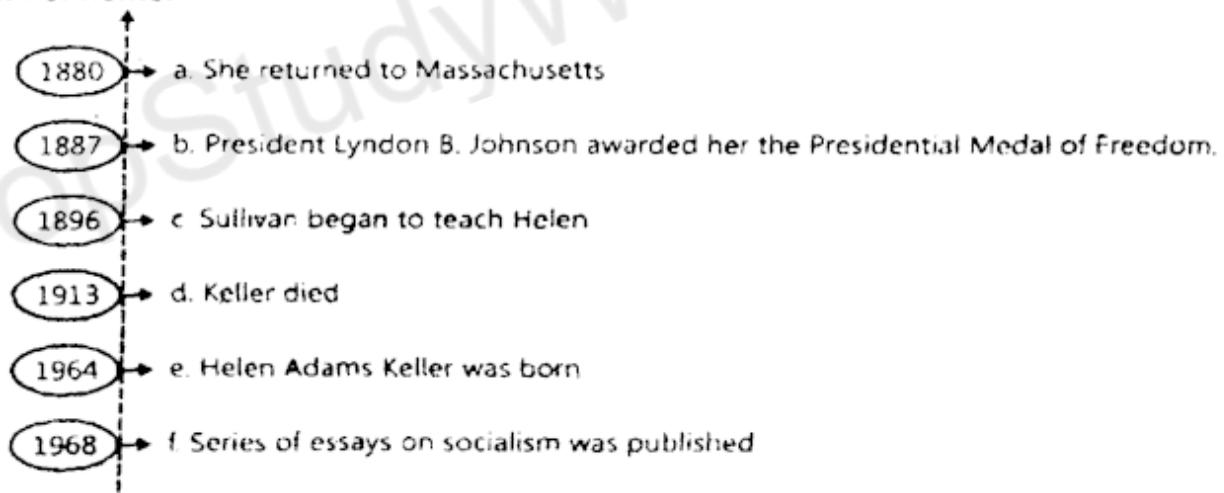 1880 a. She returned to Massachusetts
1887 b. President Lyndon B. Johnson awarded her the Presidential Medal of Freedom.
1896 c Sullivan began to teach Helen
1913 d. Keller died
1964 e. Helen Adams Keller was born
1968 f Series of essays on socialism was published